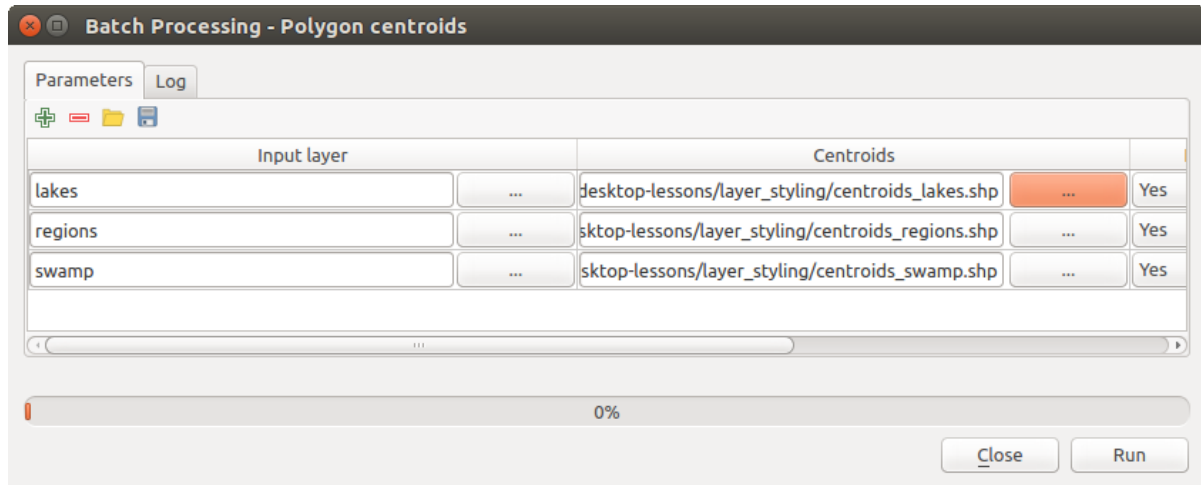 Batch Processing - Polygon centroids
Parameters Log
Input layer Centroids
lakes ... desktop-lessons/layer_styling/centroids_lakes.shp ... Yes
regions ... sktop-lessons/layer_styling/centroids_regions.shp ... Yes
swamp ... sktop-lessons/layer_styling/centroids_swamp.shp ... Yes
0%
Close Run